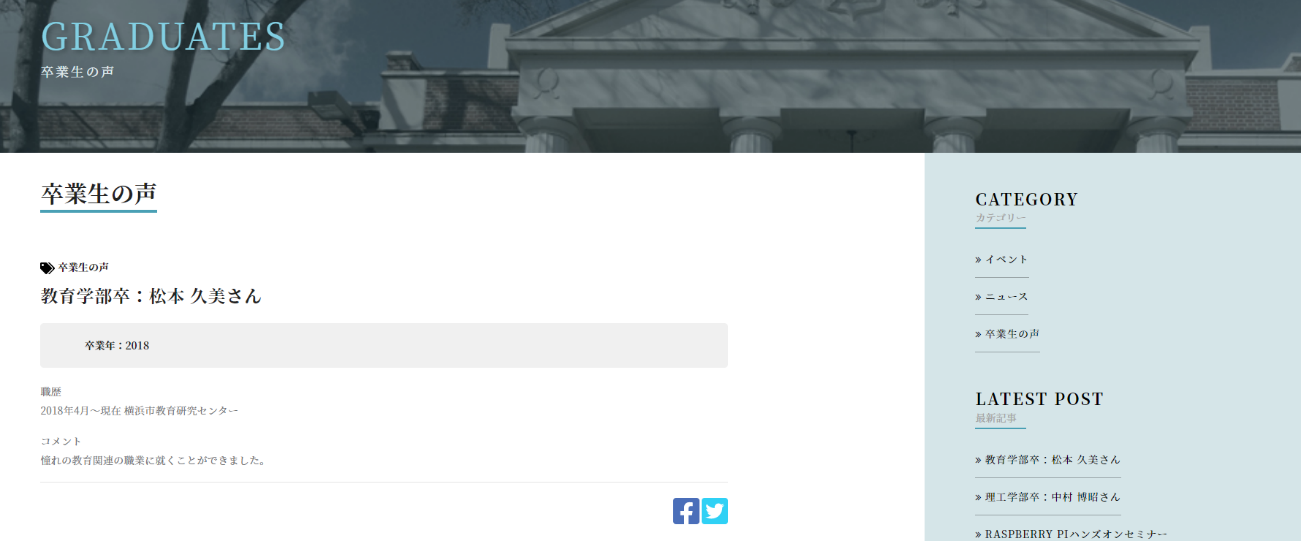 GRADUATES
卒業生の声
卒業生の声
卒業生の声
教育学部卒：松本 久美さん
卒業年：2018
職歴
2018年4月～現在 横浜市教育研究センター
コメント
憧れの教育関連の職業に就くことができました。
CATEGORY
カテゴリー
» イベント
» ニュース
» 卒業生の声
LATEST POST
最新記事
» 教育学部卒：松本 久美さん
» 理工学部卒：中村 博昭さん
» RASPBERRY PIハンズオンセミナー